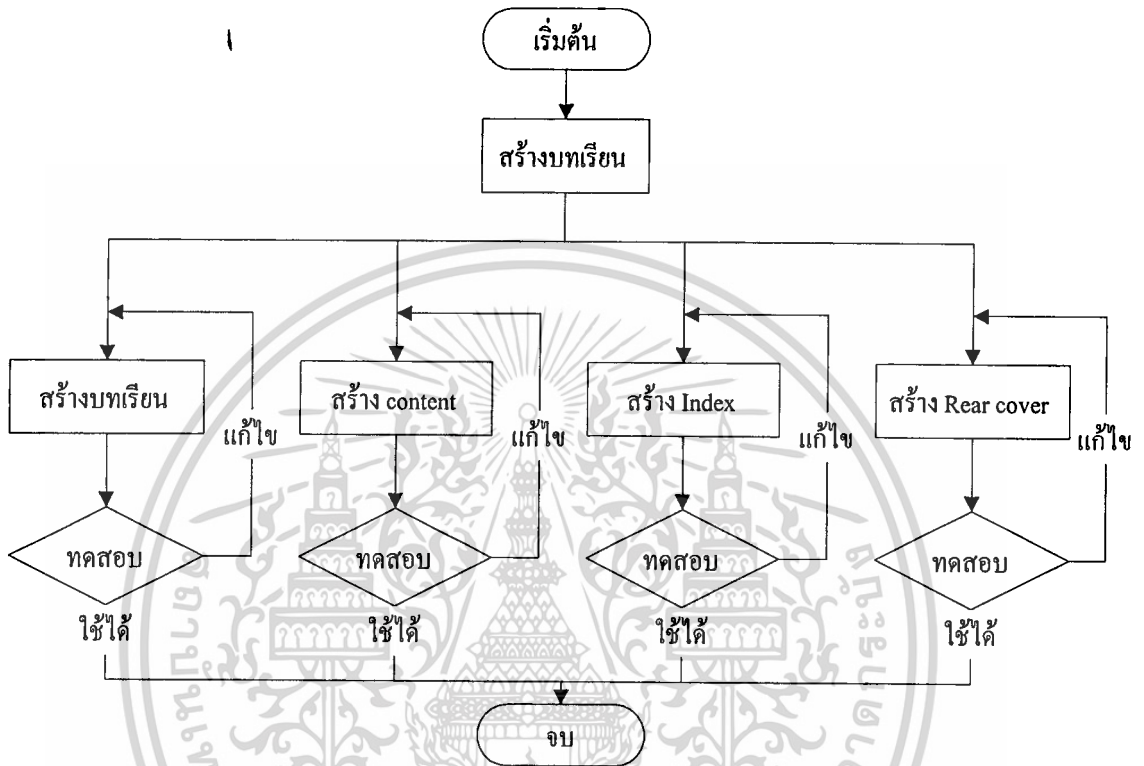 เริ่มต้น
สร้างบทเรียน
สร้างบทเรียน
สร้าง content
สร้าง Index
สร้าง Rear cover
แก้ไข
แก้ไข
แก้ไข
แก้ไข
ทดสอบ
ทดสอบ
ทดสอบ
ทดสอบ
ใช้ได้
ใช้ได้
ใช้ได้
ใช้ได้
จบ